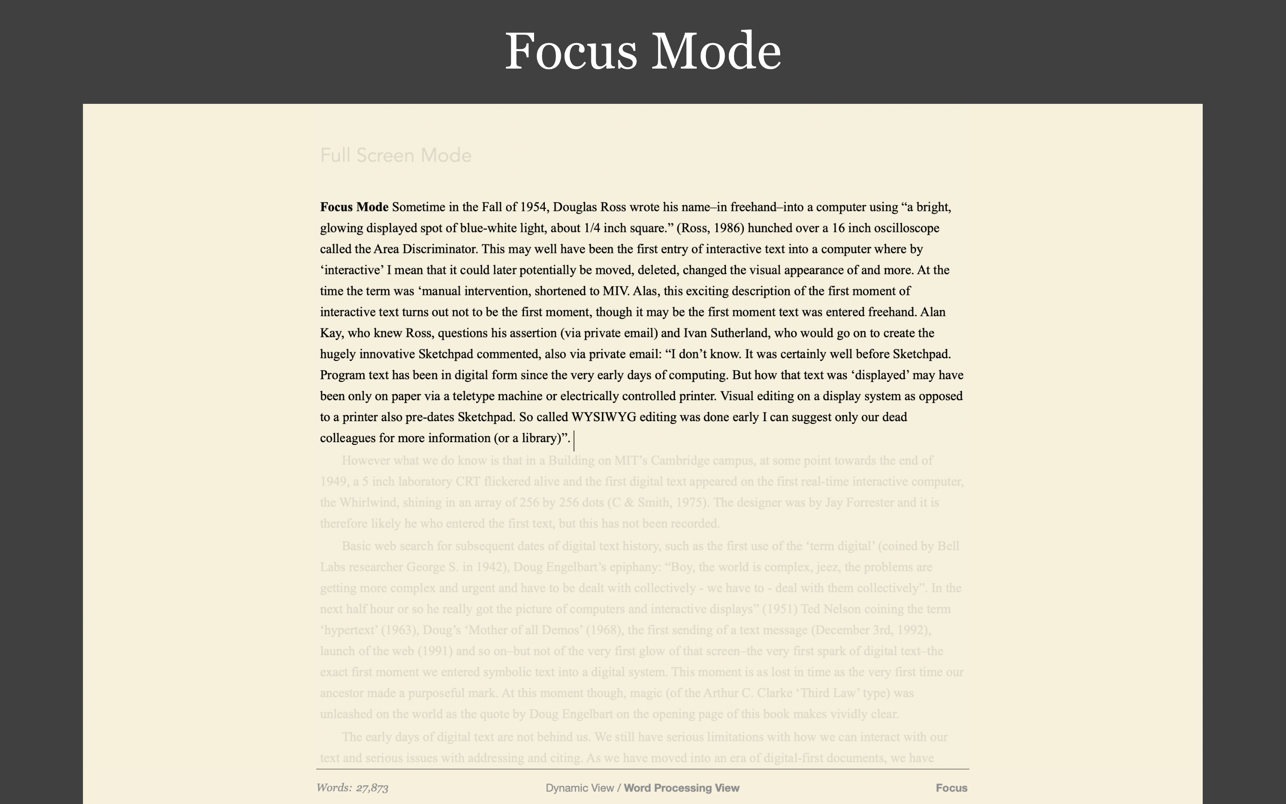 Focus Mode
Full Screen Mode
Focus Mode Sometime in the Fall of 1954, Douglas Ross wrote his name–in freehand–into a computer using “a bright,
glowing displayed spot of blue-white light, about 1/4 inch square.” (Ross, 1986) hunched over a 16 inch oscilloscope
called the Area Discriminator. This may well have been the first entry of interactive text into a computer where by
‘interactive’ I mean that it could later potentially be moved, deleted, changed the visual appearance of and more. At the
time the term was ‘manual intervention, shortened to MIV. Alas, this exciting description of the first moment of
interactive text turns out not to be the first moment, though it may be the first moment text was entered freehand. Alan
Kay, who knew Ross, questions his assertion (via private email) and Ivan Sutherland, who would go on to create the
hugely innovative Sketchpad commented, also via private email: “I don’t know. It was certainly well before Sketchpad.
Program text has been in digital form since the very early days of computing. But how that text was ‘displayed’ may have
been only on paper via a teletype machine or electrically controlled printer. Visual editing on a display system as opposed
to a printer also pre-dates Sketchpad. So called WYSIWYG editing was done early I can suggest only our dead
colleagues for more information (or a library)”.
However what we do know is that in a Building on MIT’s Cambridge campus, at some point towards the end of
1949, a 5 inch laboratory CRT flickered alive and the first digital text appeared on the first real-time interactive computer,
the Whirlwind, shining in an array of 256 by 256 dots (C & Smith, 1975). The designer was by Jay Forrester and it is
therefore likely he who entered the first text, but this has not been recorded.
Basic web search for subsequent dates of digital text history, such as the first use of the ‘term digital’ (coined by Bell
Labs researcher George S. in 1942), Doug Engelbart’s epiphany: “Boy, the world is complex, jeez, the problems are
getting more complex and urgent and have to be dealt with collectively - we have to - deal with them collectively”. In the
next half hour or so he really got the picture of computers and interactive displays” (1951) Ted Nelson coining the term
‘hypertext’ (1963), Doug’s ‘Mother of all Demos’ (1968), the first sending of a text message (December 3rd, 1992),
launch of the web (1991) and so on–but not of the very first glow of that screen–the very first spark of digital text–the
exact first moment we entered symbolic text into a digital system. This moment is as lost in time as the very first time our
ancestor made a purposeful mark. At this moment though, magic (of the Arthur C. Clarke ‘Third Law’ type) was
unleashed on the world as the quote by Doug Engelbart on the opening page of this book makes vividly clear.
The early days of digital text are not behind us. We still have serious limitations with how we can interact with our
text and serious issues with addressing and citing. As we have moved into an era of digital-first documents, we have
Words: 27,873
Dynamic View / Word Processing View
Focus